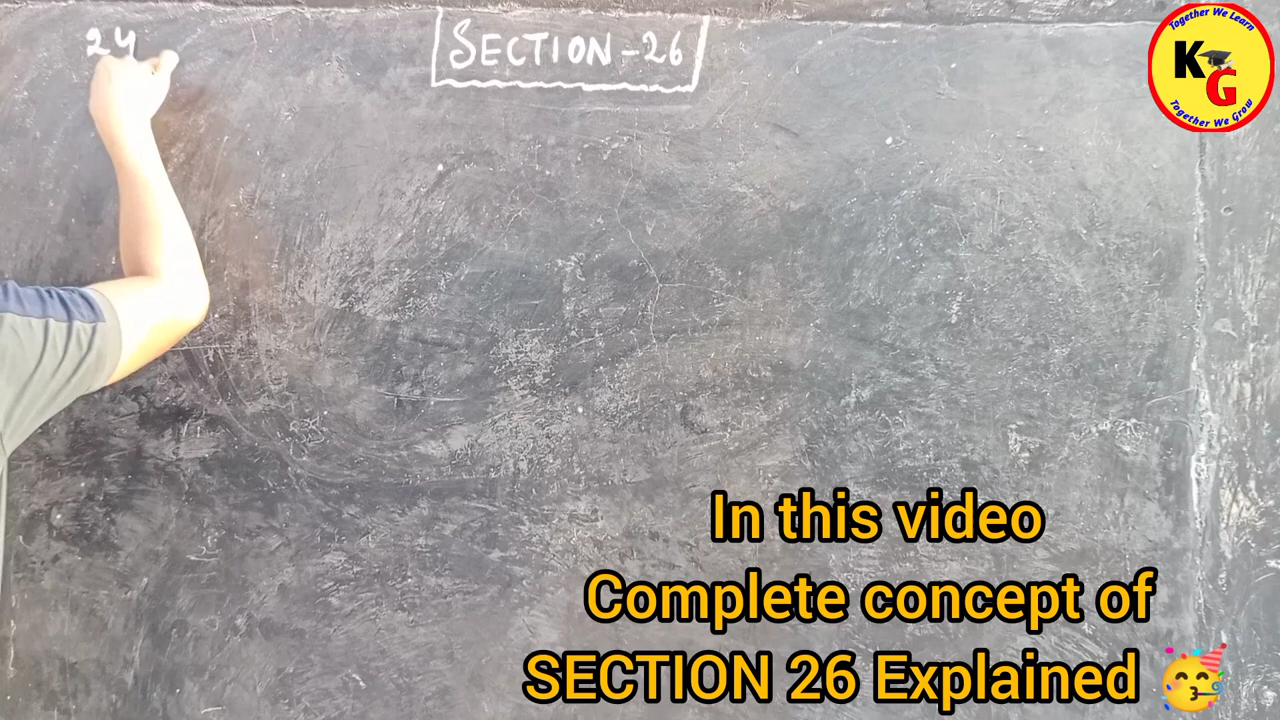 24
SECTION-26
Together We Learn
KG
Together We Grow
In this video
Complete concept of
SECTION 26 Explained 🥳